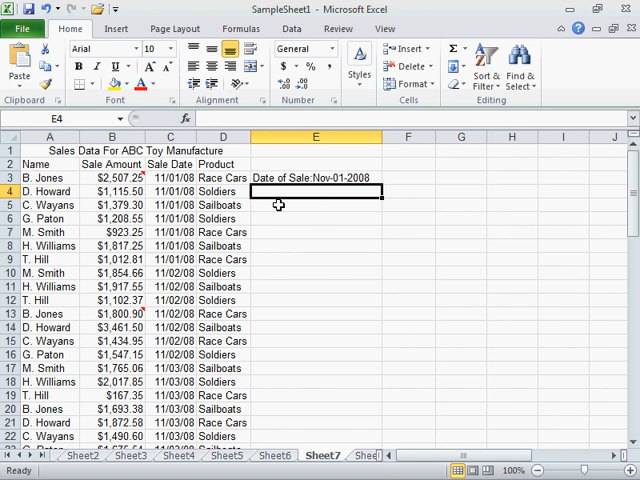 SampleSheet1 - Microsoft Excel
File Home Insert Page Layout Formulas Data Review View
Paste Arial 10 General Styles Insert Delete Format Sort & Filter Find & Select
Clipboard Font Alignment Number Cells Editing
E4 fx
A B C D E F G H I J
1 Sales Data For ABC Toy Manufacture
2 Name Sale Amount Sale Date Product
3 B. Jones $2,507.25 11/01/08 Race Cars Date of Sale:Nov-01-2008
4 D. Howard $1,115.50 11/01/08 Soldiers
5 C. Wayans $1,379.30 11/01/08 Sailboats
6 G. Paton $1,208.55 11/01/08 Soldiers
7 M. Smith $923.25 11/01/08 Race Cars
8 H. Williams $1,817.25 11/01/08 Sailboats
9 T. Hill $1,012.81 11/01/08 Race Cars
10 M. Smith $1,854.66 11/02/08 Soldiers
11 H. Williams $1,917.55 11/02/08 Sailboats
12 T. Hill $1,102.37 11/02/08 Soldiers
13 B. Jones $1,800.90 11/02/08 Race Cars
14 D. Howard $3,461.50 11/02/08 Sailboats
15 C. Wayans $1,434.95 11/02/08 Race Cars
16 G. Paton $1,547.15 11/02/08 Soldiers
17 M. Smith $1,765.06 11/03/08 Sailboats
18 H. Williams $2,017.85 11/03/08 Soldiers
19 T. Hill $167.35 11/03/08 Race Cars
20 B. Jones $1,693.38 11/03/08 Sailboats
21 D. Howard $1,872.58 11/03/08 Race Cars
22 C. Wayans $1,490.60 11/03/08 Soldiers
23 G. Paton $1,675.54 11/03/08 Sailboats
Sheet2 Sheet3 Sheet4 Sheet5 Sheet6 Sheet7 Shee
Ready 100%